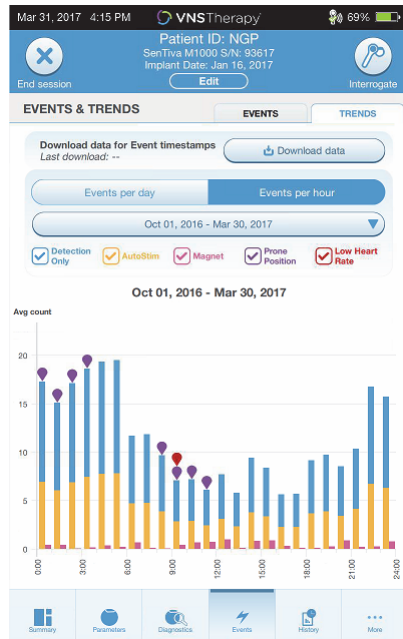 Mar 31, 2017 4:15 PM VNSTherapy 69%
Patient ID: NGP
SenTiva M1000 S/N: 93617
Implant Date: Jan 16, 2017
End session Edit Interrogate
EVENTS & TRENDS EVENTS TRENDS
Download data for Event timestamps
Last download: --
Download data
Events per day Events per hour
Oct 01, 2016 - Mar 30, 2017
Detection Only AutoStim Magnet Prone Position Low Heart Rate
Oct 01, 2016 - Mar 30, 2017
Avg count
20
15
10
5
0
0:00 3:00 6:00 9:00 12:00 15:00 18:00 21:00 24:00
Summary Parameters Diagnostics Events History More